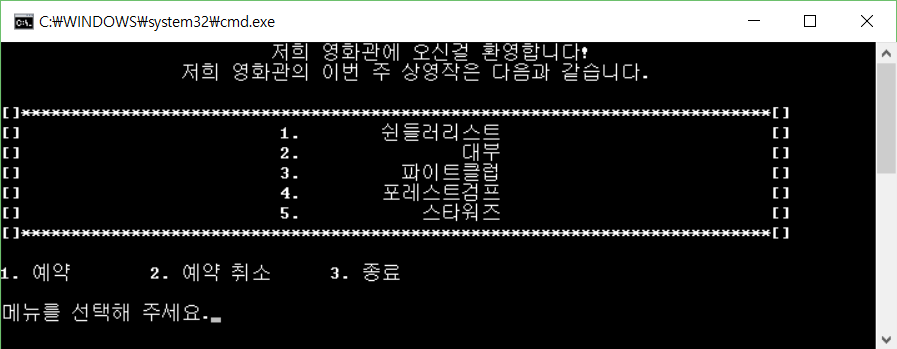 C:₩WINDOWS₩system32₩cmd.exe
저희 영화관에 오신걸 환영합니다!
저희 영화관의 이번 주 상영작은 다음과 같습니다.
[]***************************************************************************[]
[] 1. 쉰들러리스트 []
[] 2. 대부 []
[] 3. 파이트클럽 []
[] 4. 포레스트검프 []
[] 5. 스타워즈 []
[]***************************************************************************[]
1. 예약 2. 예약 취소 3. 종료
메뉴를 선택해 주세요._